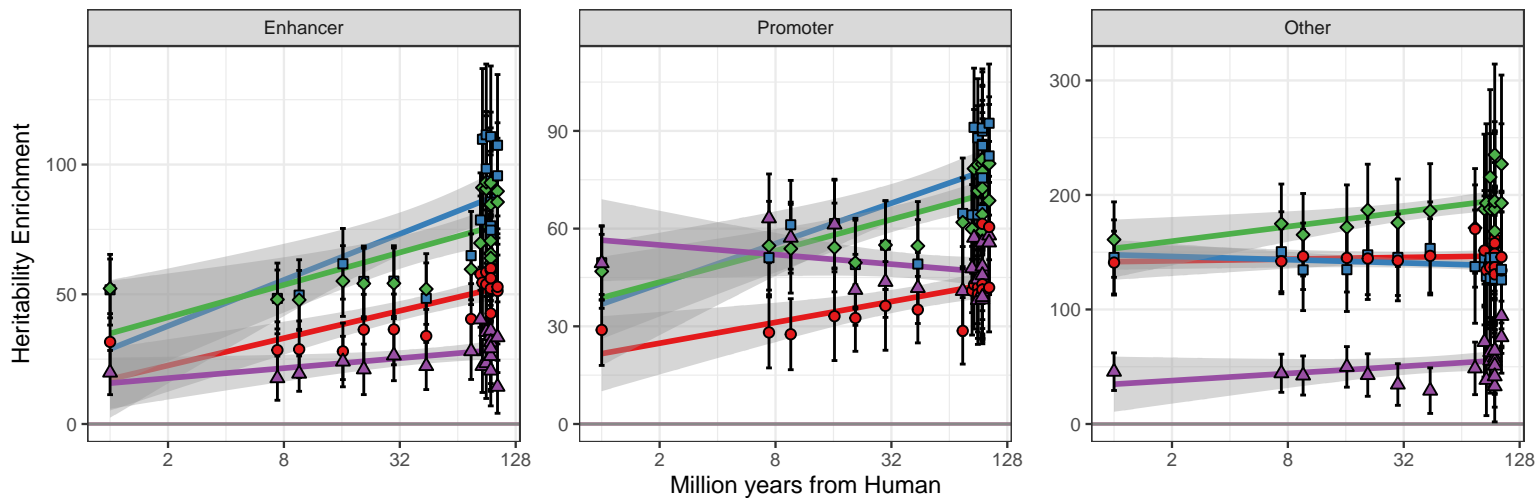 Enhancer
Promoter
Other
Heritability Enrichment
100
50
0
90
60
30
0
300
200
100
0
2 8 32 128
2 8 32 128
2 8 32 128
Million years from Human